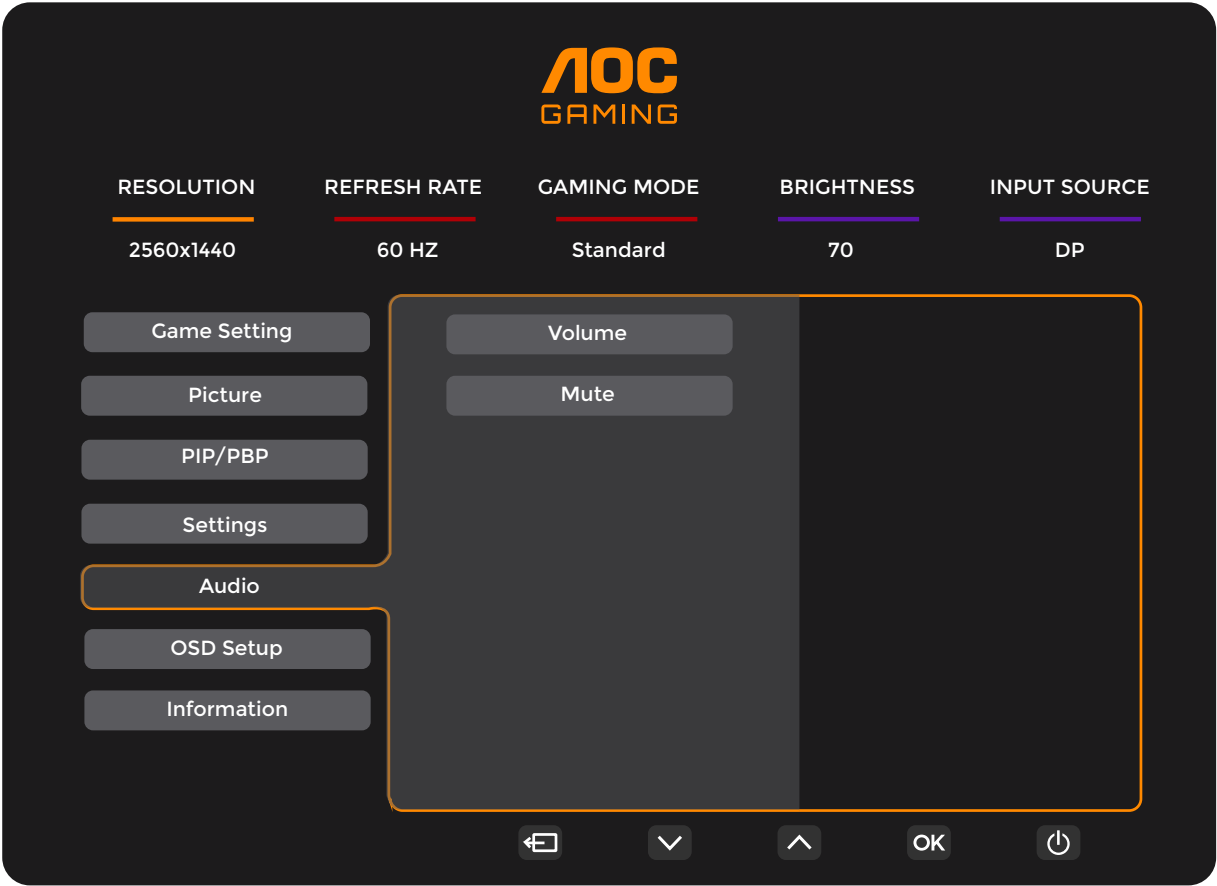 AOC
GAMING
RESOLUTION REFRESH RATE GAMING MODE BRIGHTNESS INPUT SOURCE
2560x1440 60 HZ Standard 70 DP
Game Setting
Volume
Picture
Mute
PIP/PBP
Settings
Audio
OSD Setup
Information
OK